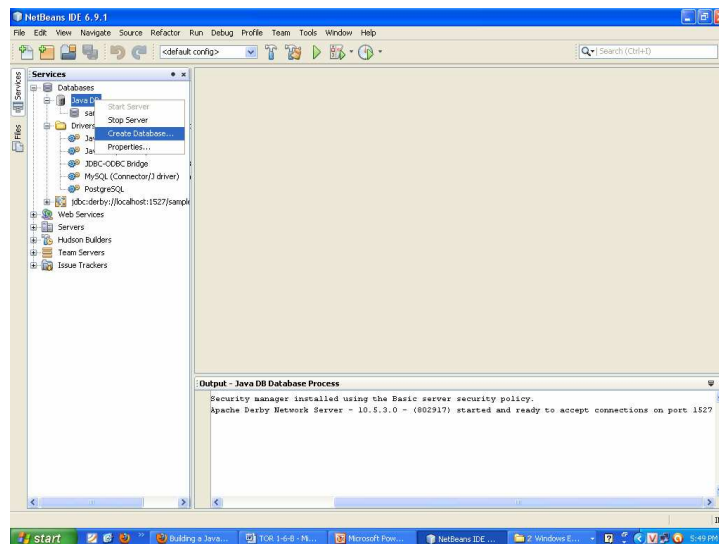 NetBeans IDE 6.9.1
File Edit View Navigate Source Refactor Run Debug Profile Team Tools Window Help
<default config>
Search (Ctrl+I)
Services
Files
Services
Databases
Java DB
Start Server
Stop Server
Create Database...
Properties...
Drivers
JDBC-ODBC Bridge
MySQL (Connector/J driver)
PostgreSQL
jdbc:derby://localhost:1527/sample
Web Services
Servers
Hudson Builders
Team Servers
Issue Trackers
Output - Java DB Database Process
Security manager installed using the Basic server security policy.
Apache Derby Network Server - 10.5.3.0 - (802917) started and ready to accept connections on port 1527
start
Building a Java...
TOR 1-6-8 - Mi...
Microsoft Pow...
NetBeans IDE ...
2 Windows E...
5:49 PM